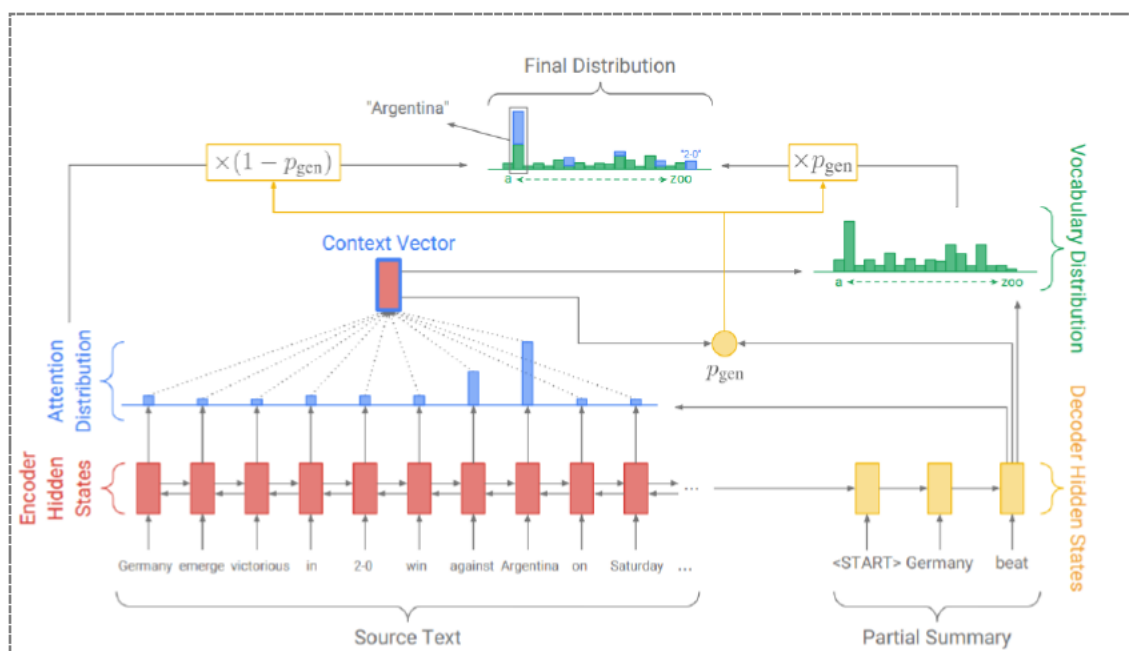 Final Distribution
"Argentina"
×(1 − p_gen)
"2-0"
×p_gen
a
zoo
Context Vector
Vocabulary Distribution
a
zoo
Attention
Distribution
p_gen
Encoder
Hidden
States
...
Decoder Hidden States
Germany emerge victorious in 2-0 win against Argentina on Saturday ...
<START> Germany beat
Source Text
Partial Summary